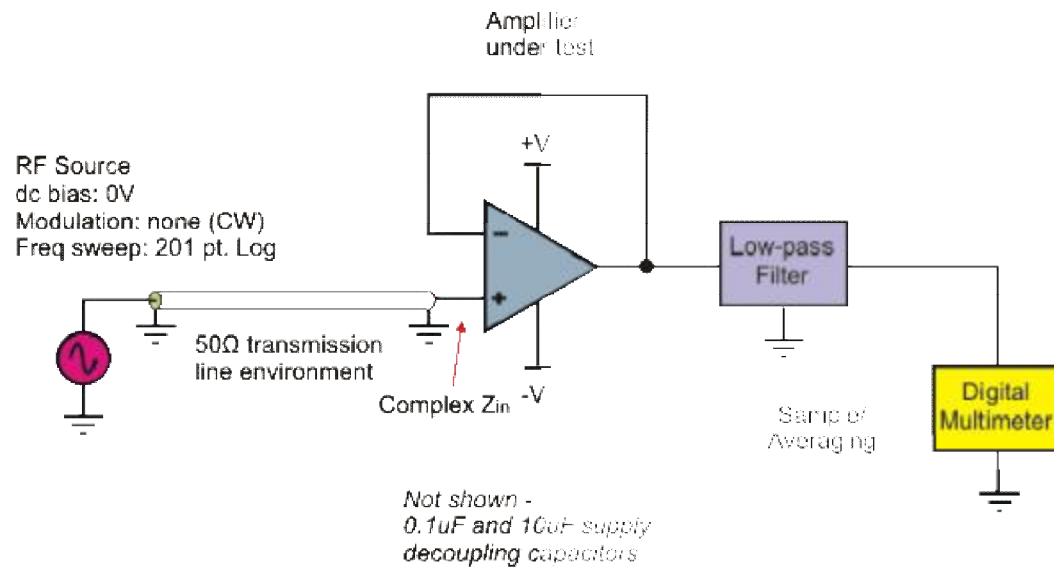 Amplifier
under test
+V
RF Source
dc bias: 0V
Modulation: none (CW)
Freq sweep: 201 pt. Log
−
+
Low-pass
Filter
50Ω transmission
line environment
Complex Zin
-V
Digital
Multimeter
Sample/
Averaging
Not shown -
0.1uF and 10uF supply
decoupling capacitors